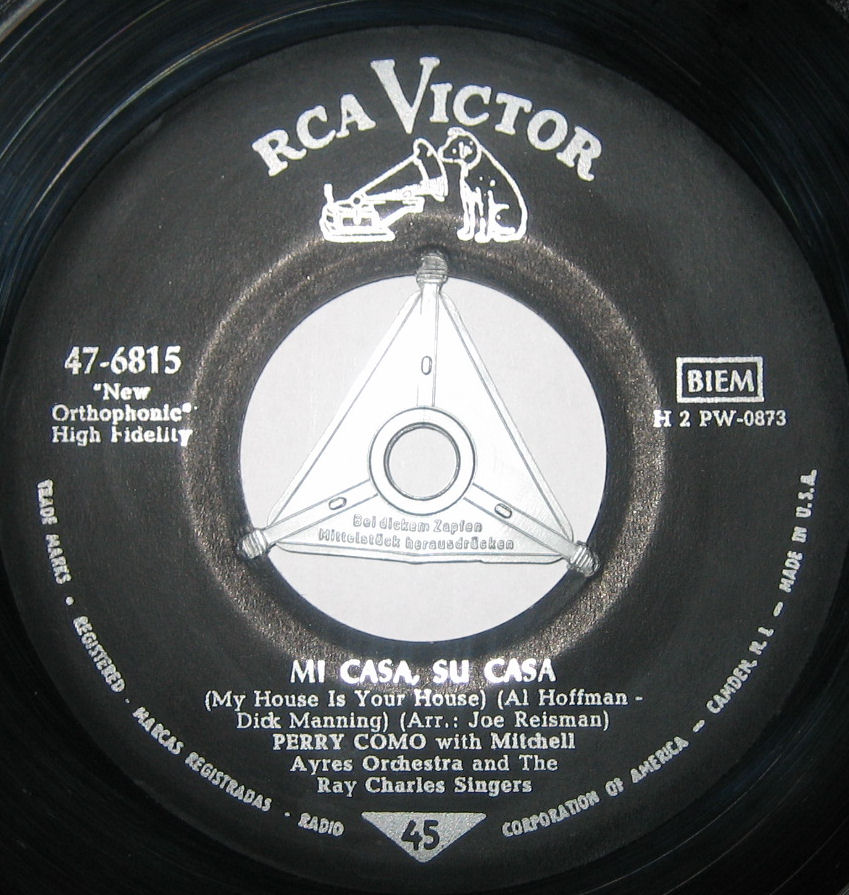 RCA VICTOR
47-6815
"New
Orthophonic"
High Fidelity
BIEM
H 2 PW-0873
Bei dickem Zapfen
Mittelstück herausdrücken
MI CASA, SU CASA
(My House Is Your House) (Al Hoffman -
Dick Manning) (Arr.: Joe Reisman)
PERRY COMO with Mitchell
Ayres Orchestra and The
Ray Charles Singers
45
TRADE MARKS • REGISTERED · MARCAS REGISTRADAS · RADIO CORPORATION OF AMERICA — CAMDEN, N. J. — MADE IN U.S.A.